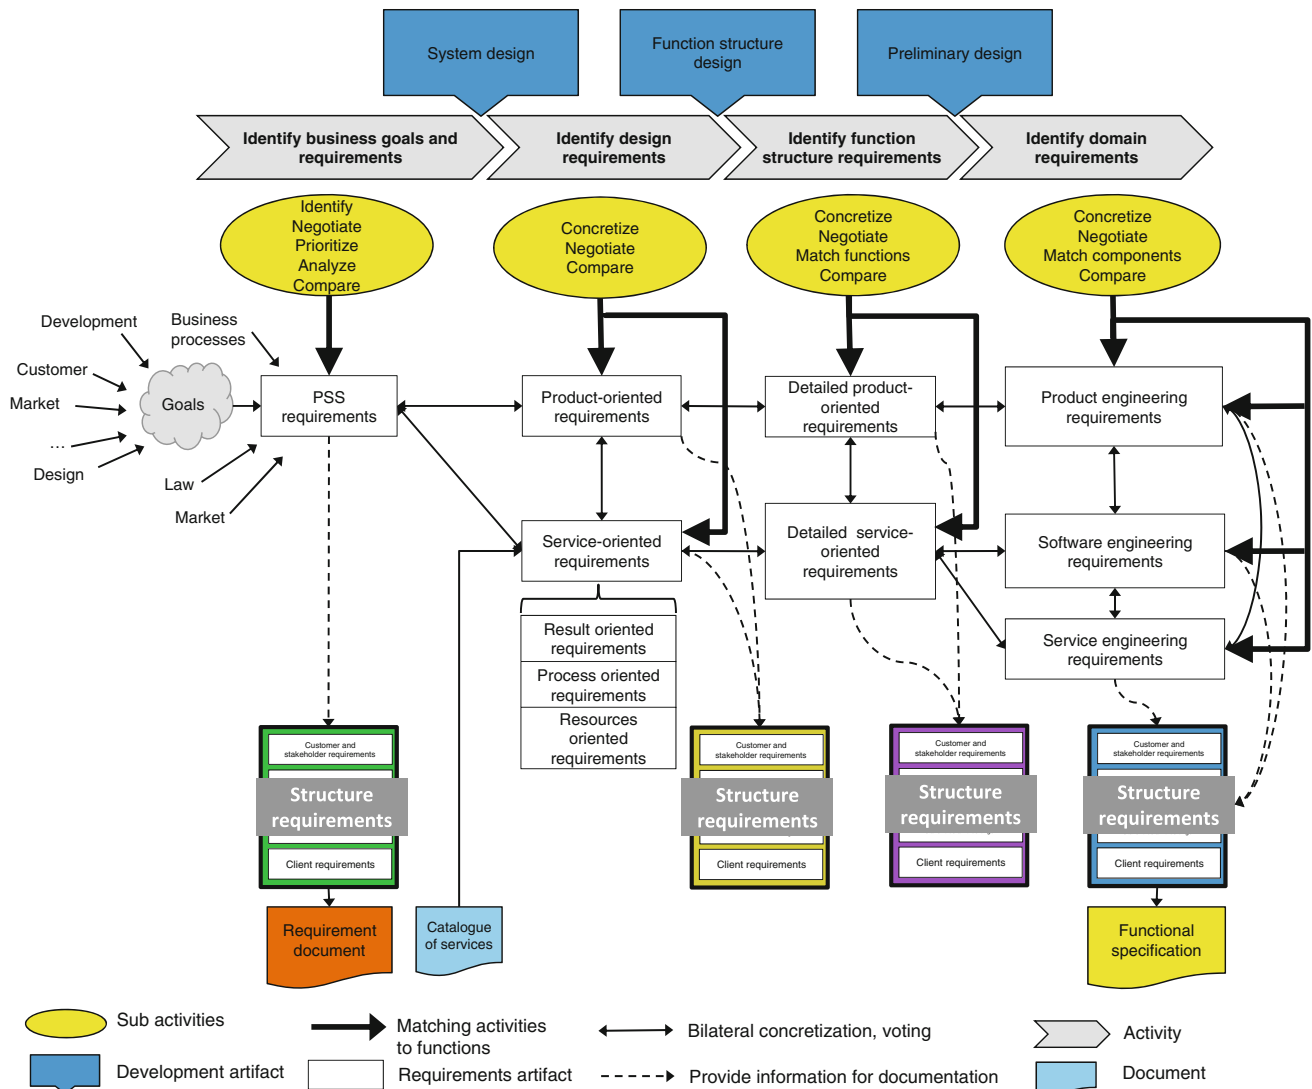 System design
Function structure
design
Preliminary design
Identify business goals and
requirements
Identify design
requirements
Identify function
structure requirements
Identify domain
requirements
Identify
Negotiate
Prioritize
Analyze
Compare
Concretize
Negotiate
Compare
Concretize
Negotiate
Match functions
Compare
Concretize
Negotiate
Match components
Compare
Development
Business
processes
Customer
Market
...
Design
Goals
Law
Market
PSS
requirements
Product-oriented
requirements
Detailed product-
oriented
requirements
Product engineering
requirements
Service-oriented
requirements
Detailed service-
oriented
requirements
Software engineering
requirements
Service engineering
requirements
Result oriented
requirements
Process oriented
requirements
Resources
oriented
requirements
Customer and
stakeholder requirements
Structure
requirements
Client requirements
Customer and
stakeholder requirements
Structure
requirements
Client requirements
Customer and
stakeholder requirements
Structure
requirements
Client requirements
Customer and
stakeholder requirements
Structure
requirements
Client requirements
Requirement
document
Catalogue
of services
Functional
specification
Sub activities
Matching activities
to functions
Bilateral concretization, voting
Activity
Development artifact
Requirements artifact
Provide information for documentation
Document